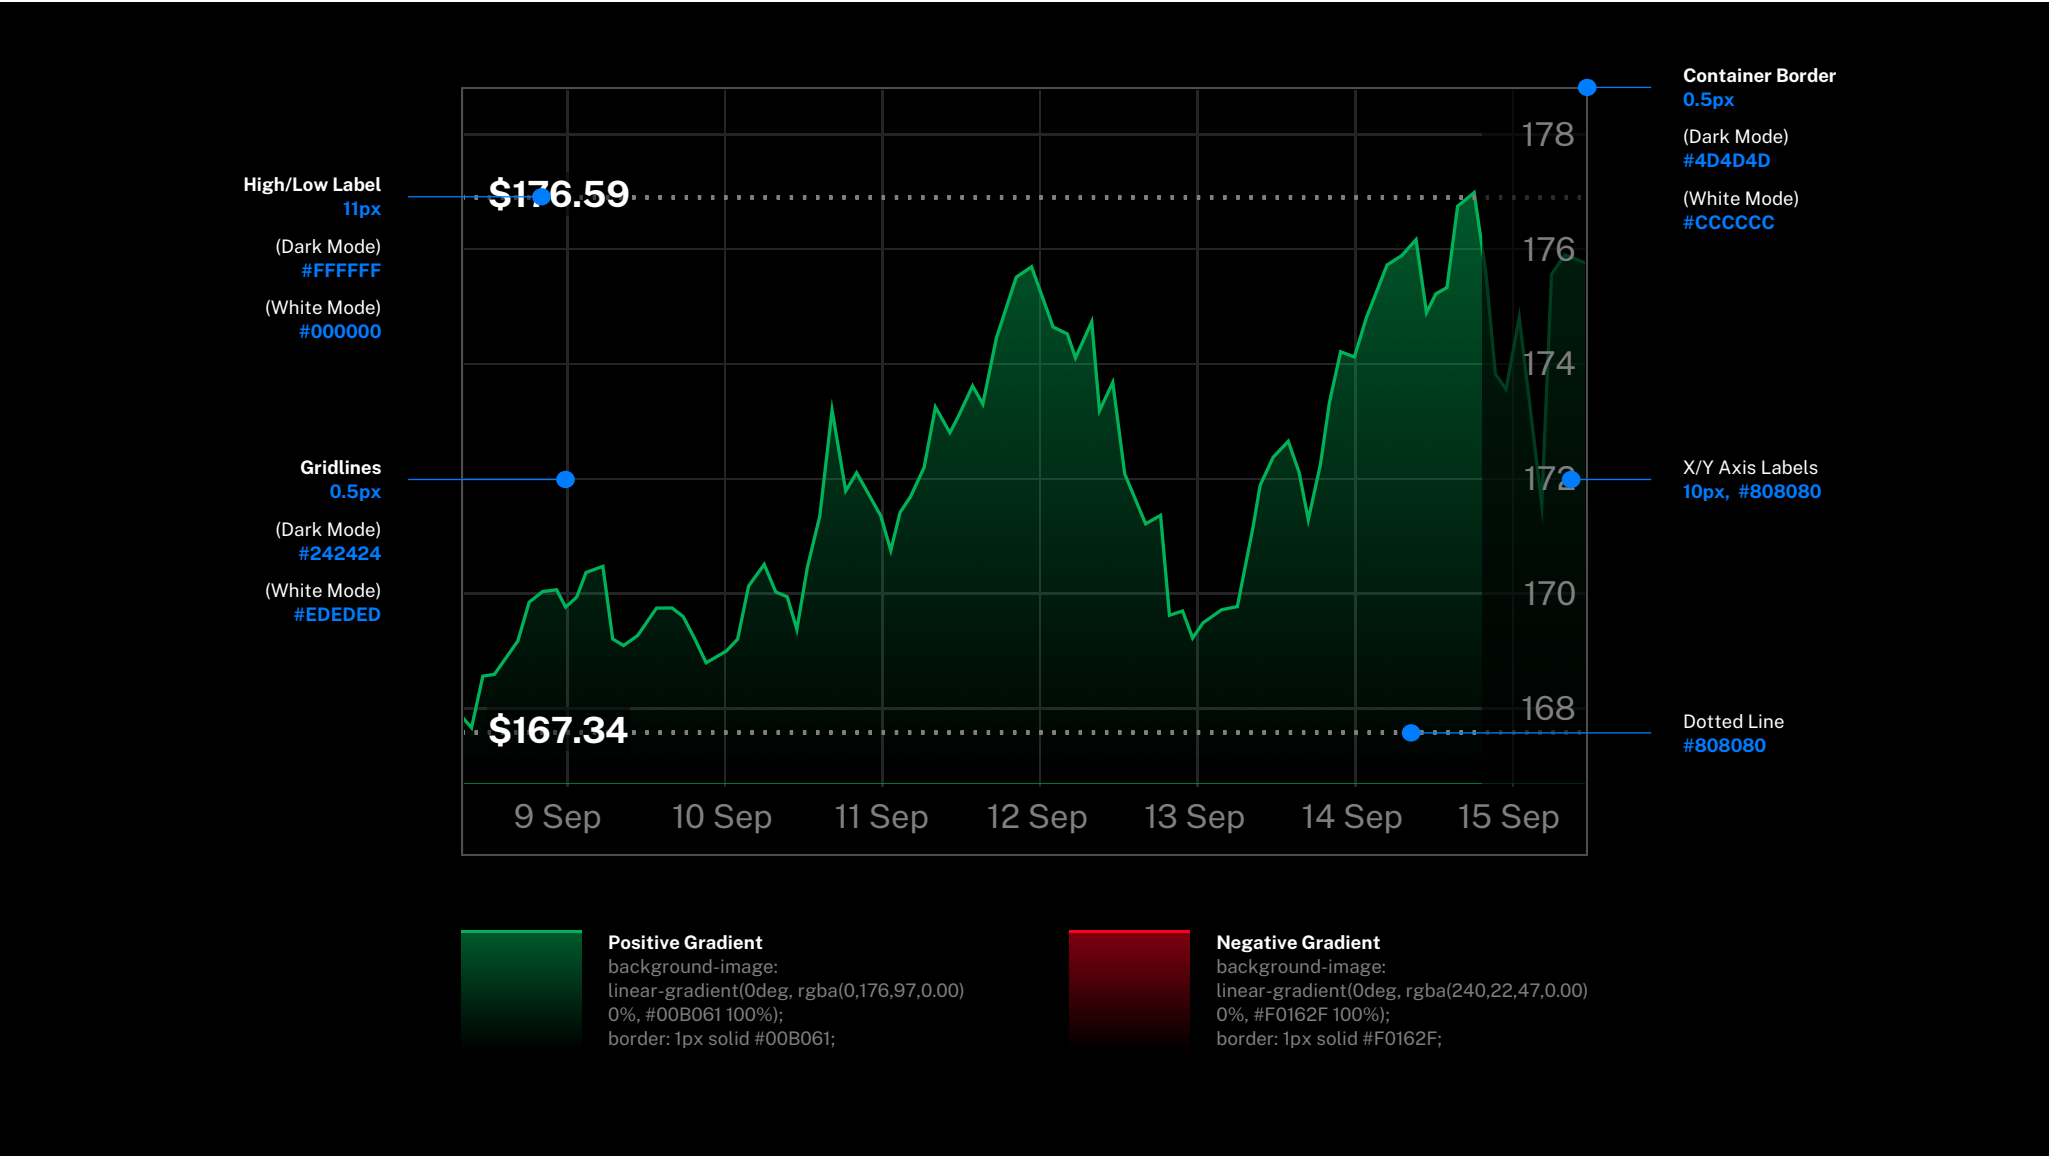 Container Border
0.5px
(Dark Mode)
#4D4D4D
(White Mode)
#CCCCCC
High/Low Label
11px
(Dark Mode)
#FFFFFF
(White Mode)
#000000
Gridlines
0.5px
(Dark Mode)
#242424
(White Mode)
#EDEDED
$176.59
$167.34
178
176
174
172
170
168
9 Sep
10 Sep
11 Sep
12 Sep
13 Sep
14 Sep
15 Sep
X/Y Axis Labels
10px, #808080
Dotted Line
#808080
Positive Gradient
background-image:
linear-gradient(0deg, rgba(0,176,97,0.00)
0%, #00B061 100%);
border: 1px solid #00B061;
Negative Gradient
background-image:
linear-gradient(0deg, rgba(240,22,47,0.00)
0%, #F0162F 100%);
border: 1px solid #F0162F;